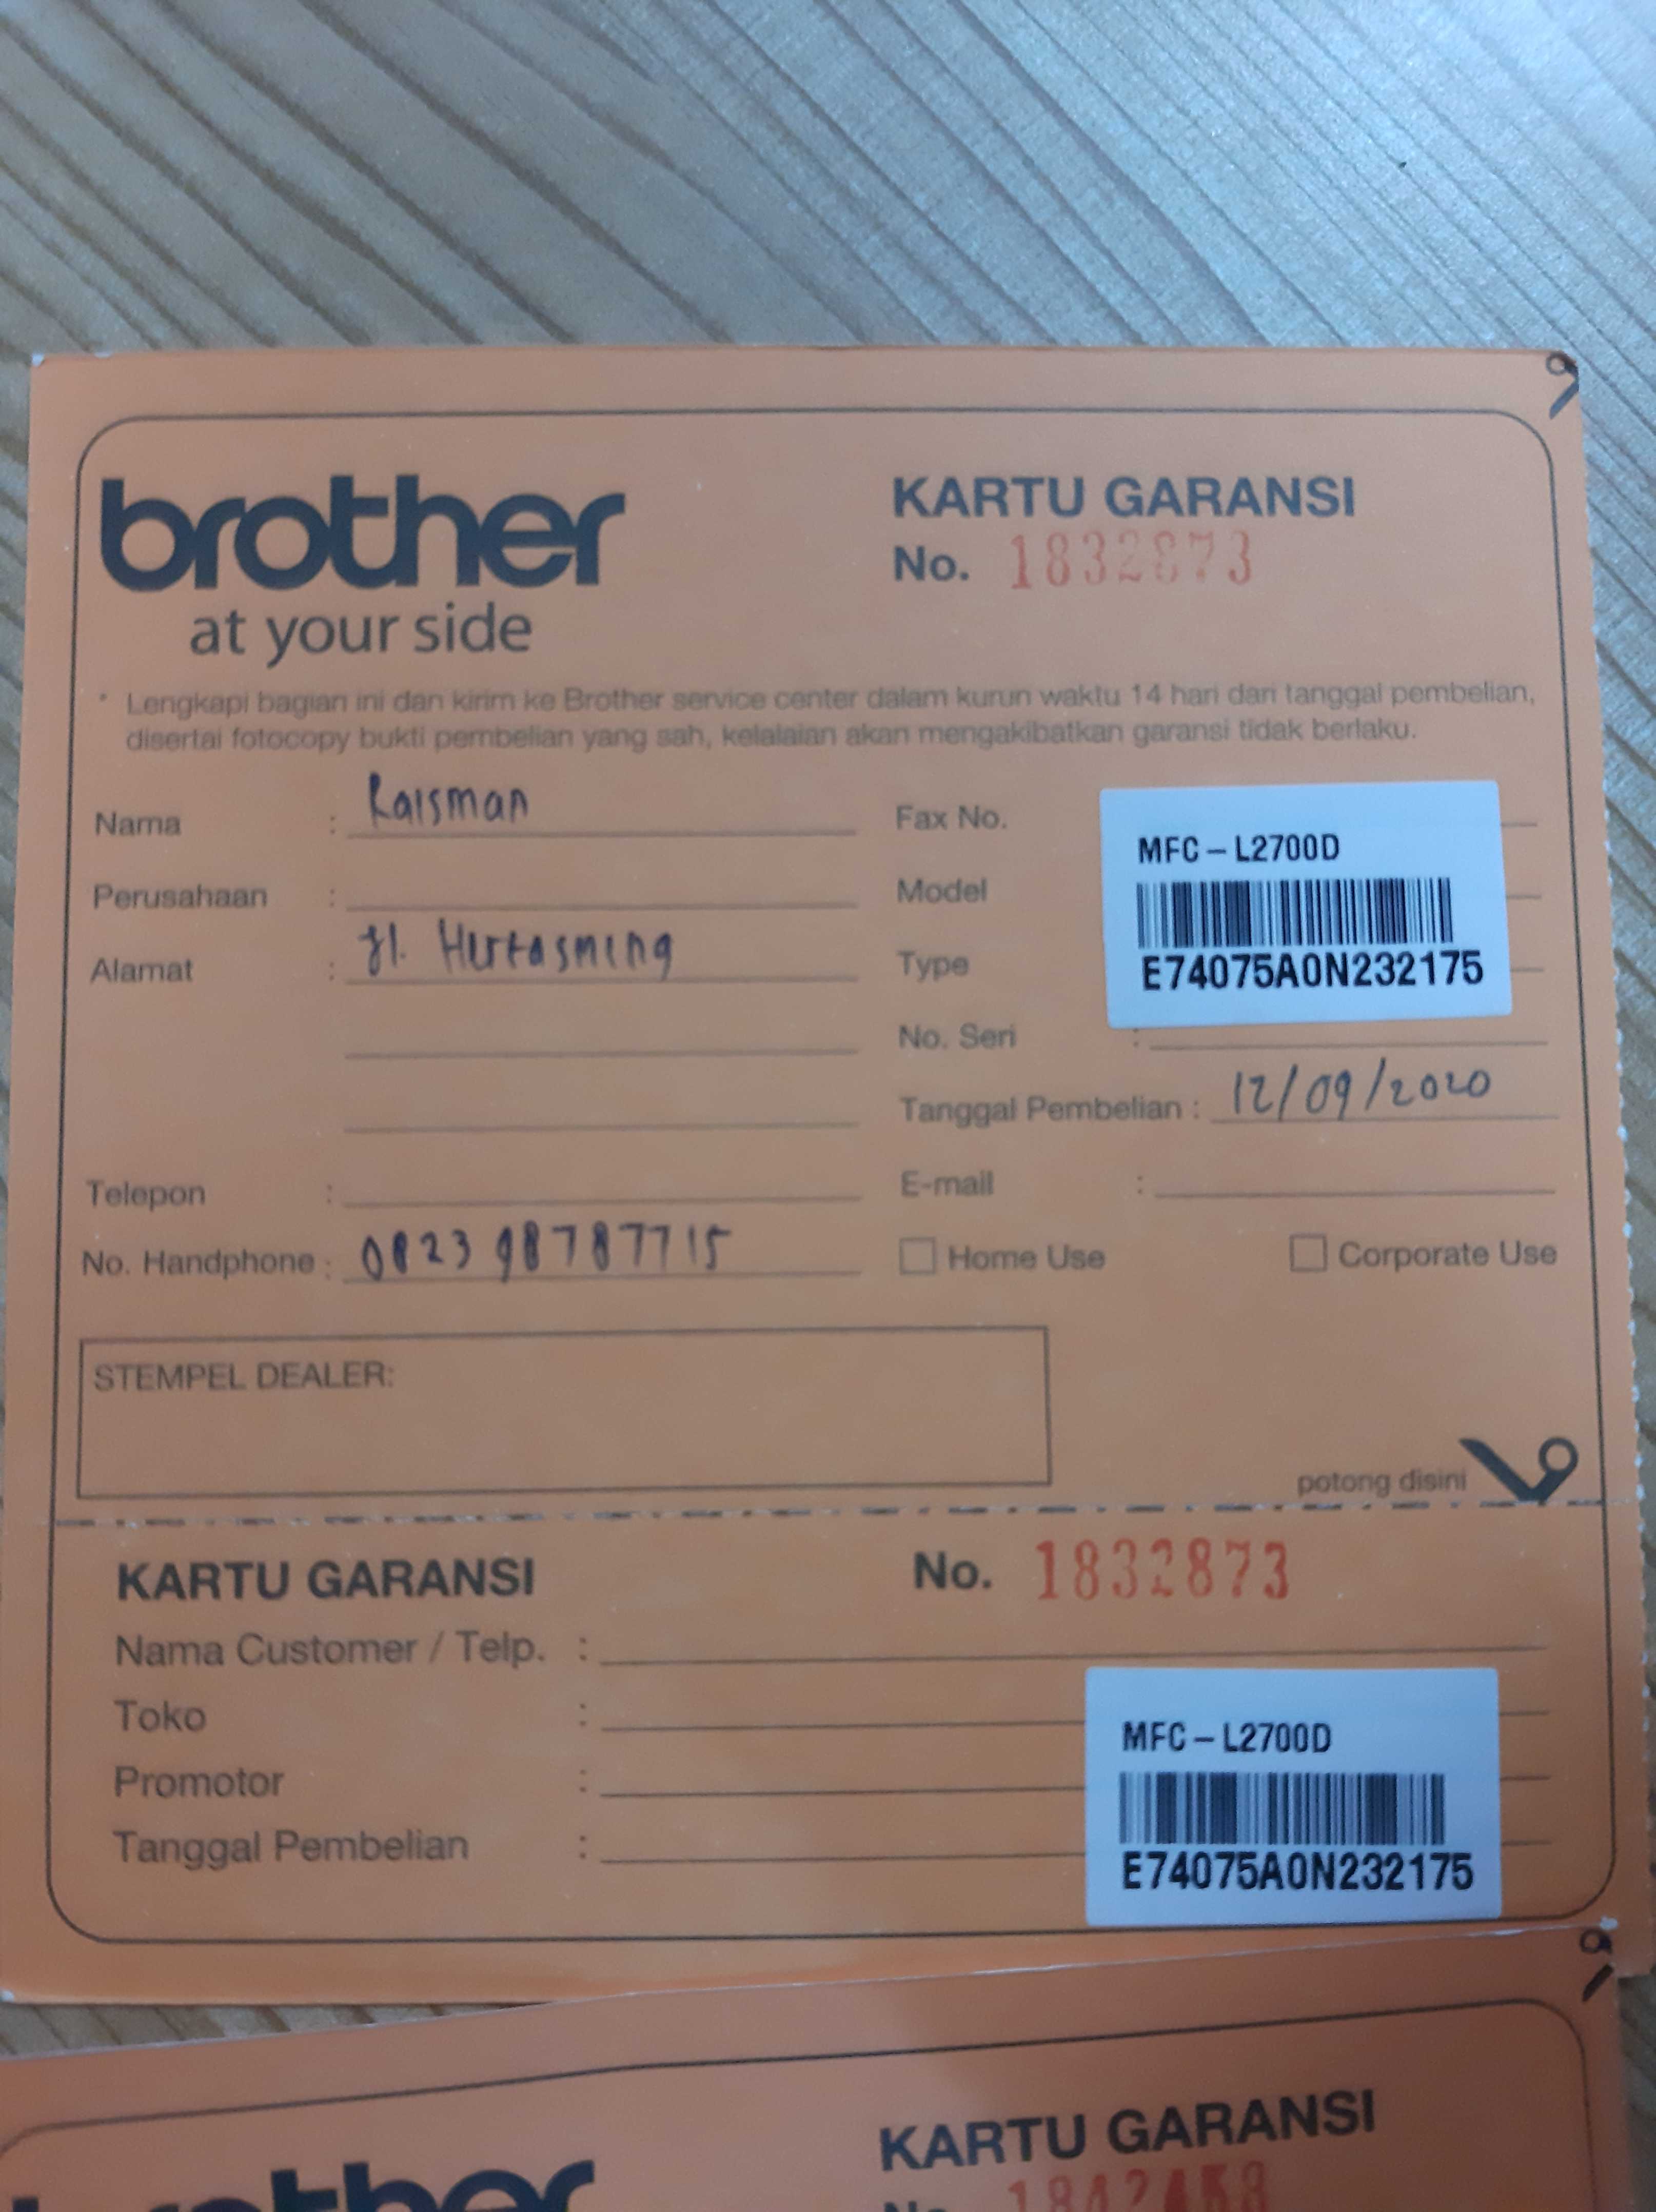 brother
at your side
KARTU GARANSI
No. 1832873
* Lengkapi bagian ini dan kirim ke Brother service center dalam kurun waktu 14 hari dari tanggal pembelian,
disertai fotocopy bukti pembelian yang sah, kelalaian akan mengakibatkan garansi tidak berlaku.
Nama : Raisman
Perusahaan :
Alamat : Jl. Hertasning
Telepon :
No. Handphone : 082398787715
Fax No.
Model
Type
MFC-L2700D
E74075A0N232175
No. Seri :
Tanggal Pembelian : 12/09/2020
E-mail :
Home Use
Corporate Use
STEMPEL DEALER:
potong disini
KARTU GARANSI
No. 1832873
Nama Customer / Telp. :
Toko :
Promotor :
Tanggal Pembelian :
MFC-L2700D
E74075A0N232175
brother
KARTU GARANSI
No.